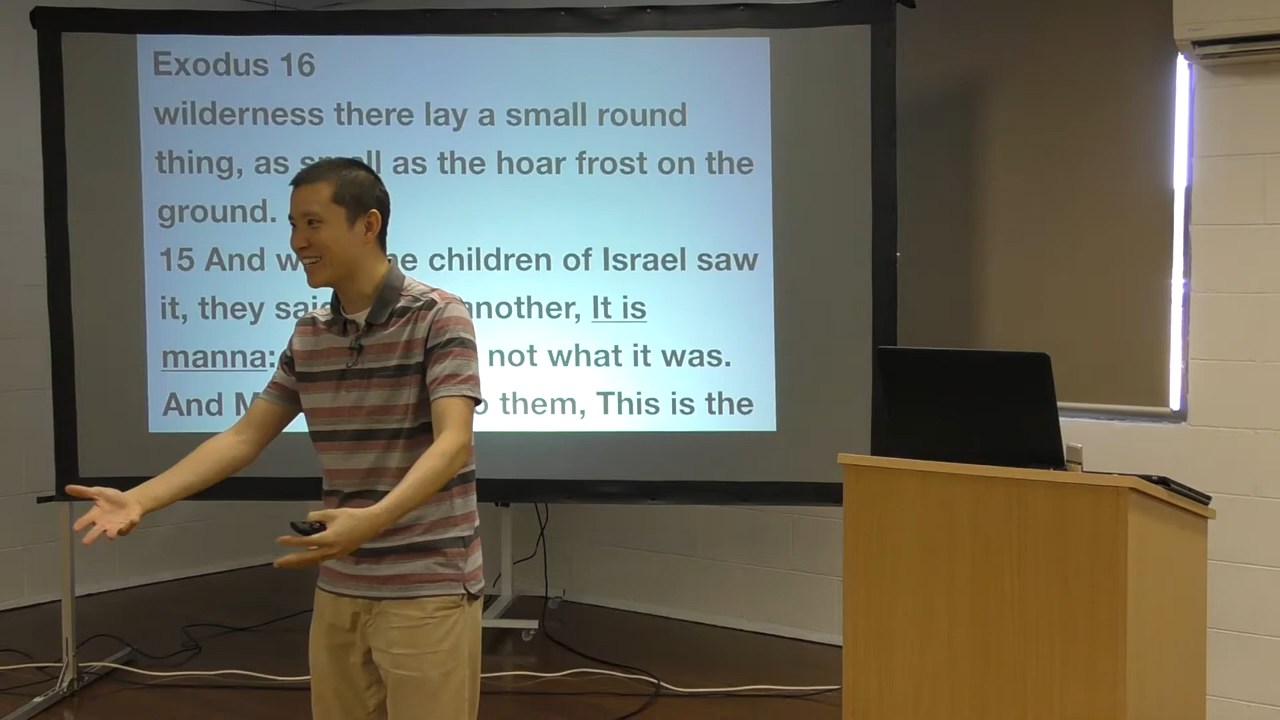 Exodus 16
wilderness there lay a small round
thing, as small as the hoar frost on the
ground.
15 And w he children of Israel saw
it, they said another, It is
manna: not what it was.
And M them, This is the